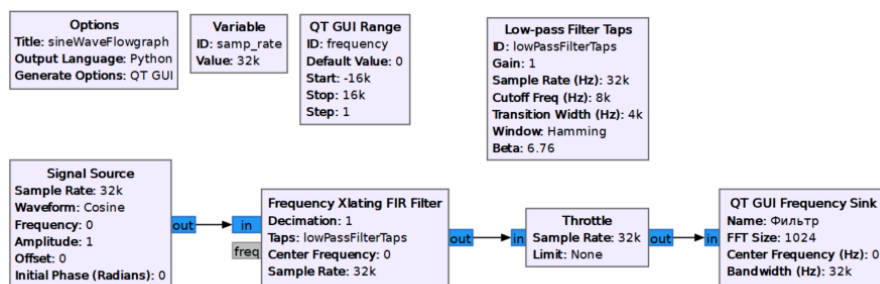 Options
Title: sineWaveFlowgraph
Output Language: Python
Generate Options: QT GUI
Variable
ID: samp_rate
Value: 32k
QT GUI Range
ID: frequency
Default Value: 0
Start: -16k
Stop: 16k
Step: 1
Low-pass Filter Taps
ID: lowPassFilterTaps
Gain: 1
Sample Rate (Hz): 32k
Cutoff Freq (Hz): 8k
Transition Width (Hz): 4k
Window: Hamming
Beta: 6.76
Signal Source
Sample Rate: 32k
Waveform: Cosine
Frequency: 0
Amplitude: 1
Offset: 0
Initial Phase (Radians): 0
out
in
freq
Frequency Xlating FIR Filter
Decimation: 1
Taps: lowPassFilterTaps
Center Frequency: 0
Sample Rate: 32k
out
in
Throttle
Sample Rate: 32k
Limit: None
out
in
QT GUI Frequency Sink
Name: Фильтр
FFT Size: 1024
Center Frequency (Hz): 0
Bandwidth (Hz): 32k